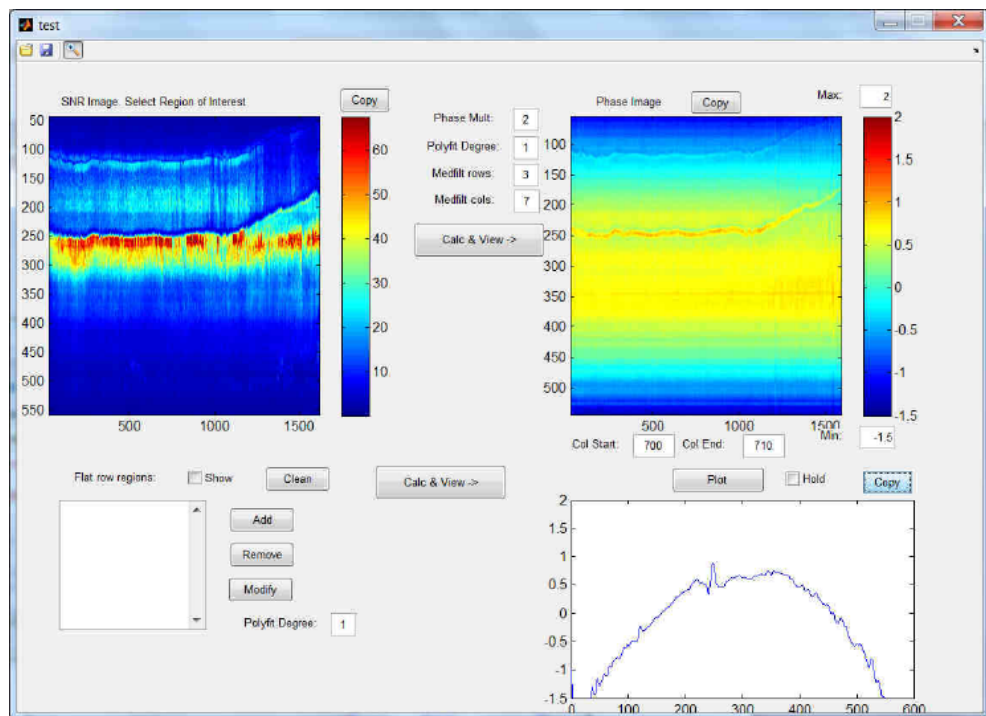 test
SNR Image. Select Region of Interest
Copy
50
100
150
200
250
300
350
400
450
500
550
500
1000
1500
60
50
40
30
20
10
Phase Mult: 2
Polyfit Degree: 1
Medfilt rows: 3
Medfilt cols: 7
Calc & View ->
Phase Image
Copy
Max: 2
100
150
200
250
300
350
400
450
500
500
1000
1500
2
1.5
1
0.5
0
-0.5
-1
-1.5
Min: -1.5
Col Start: 700 Col End: 710
Flat row regions: Show Clean
Calc & View ->
Add
Remove
Modify
Polyfit Degree: 1
Plot Hold Copy
2
1.5
1
0.5
0
-0.5
-1
-1.5
0 100 200 300 400 500 600